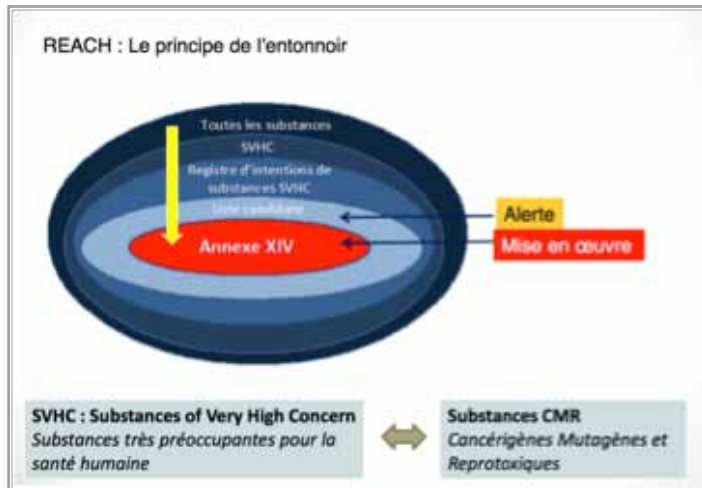 REACH : Le principe de l'entonnoir
Toutes les substances
SVHC
Registre d'intentions de
substances SVHC
Liste candidate
Annexe XIV
Alerte
Mise en œuvre
SVHC : Substances of Very High Concern
Substances très préoccupantes pour la
santé humaine
Substances CMR
Cancérigènes Mutagènes et
Reprotoxiques